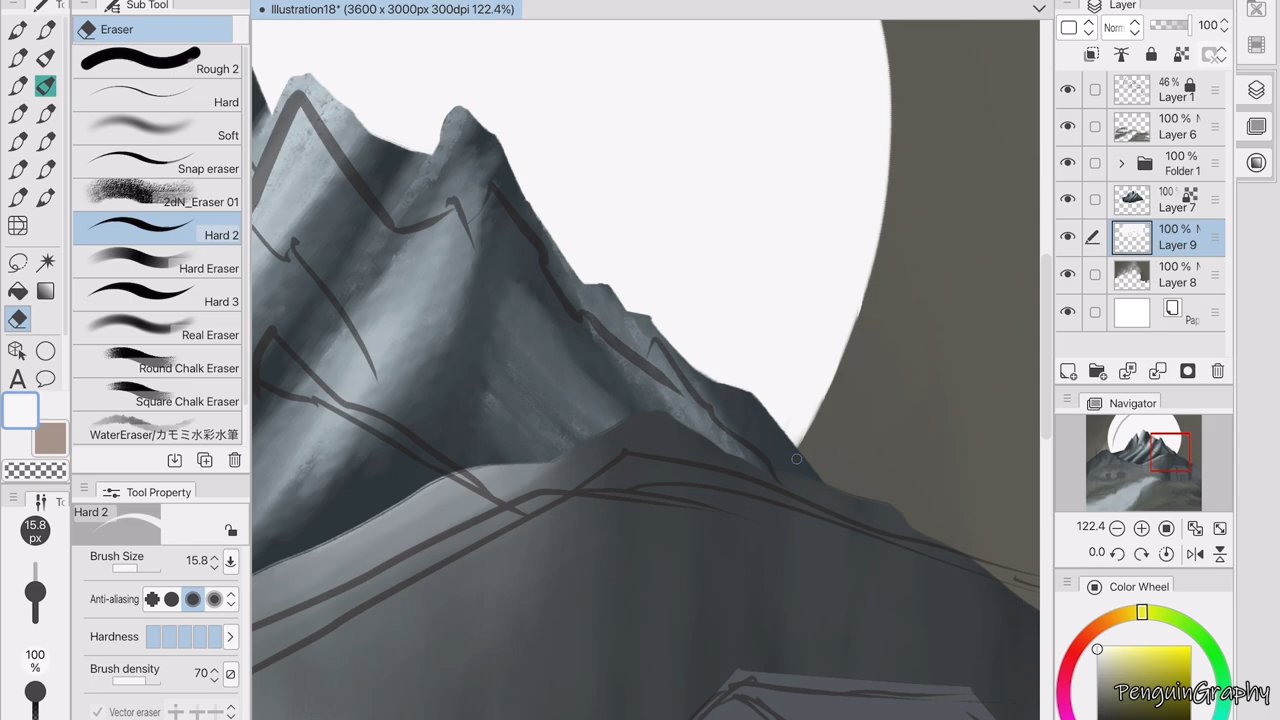 Illustration18* (3600 x 3000px 300dpi 122.4%)
Sub Tool
Eraser
Rough 2
Hard
Soft
Snap eraser
2dN_Eraser 01
Hard 2
Hard Eraser
Hard 3
Real Eraser
Round Chalk Eraser
Square Chalk Eraser
WaterEraser/カモミ水彩水筆
Tool Property
Hard 2
Brush Size
15.8
Anti-aliasing
Hardness
Brush density
70
Vector eraser
A
15.8
px
100
%
Layer
Norm
100
46 %
Layer 1
100 % N
Layer 6
100 %
Folder 1
100
Layer 7
100 % N
Layer 9
100 % N
Layer 8
Pap
Navigator
122.4
0.0
Color Wheel
PenguinGraphy